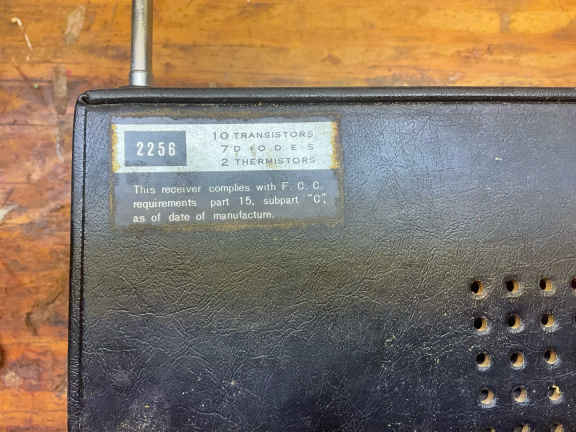 2256
10 TRANSISTORS
7 DIODES
2 THERMISTORS
This receiver complies with F. C. C.
requirements part 15, subpart "C",
as of date of manufacture.